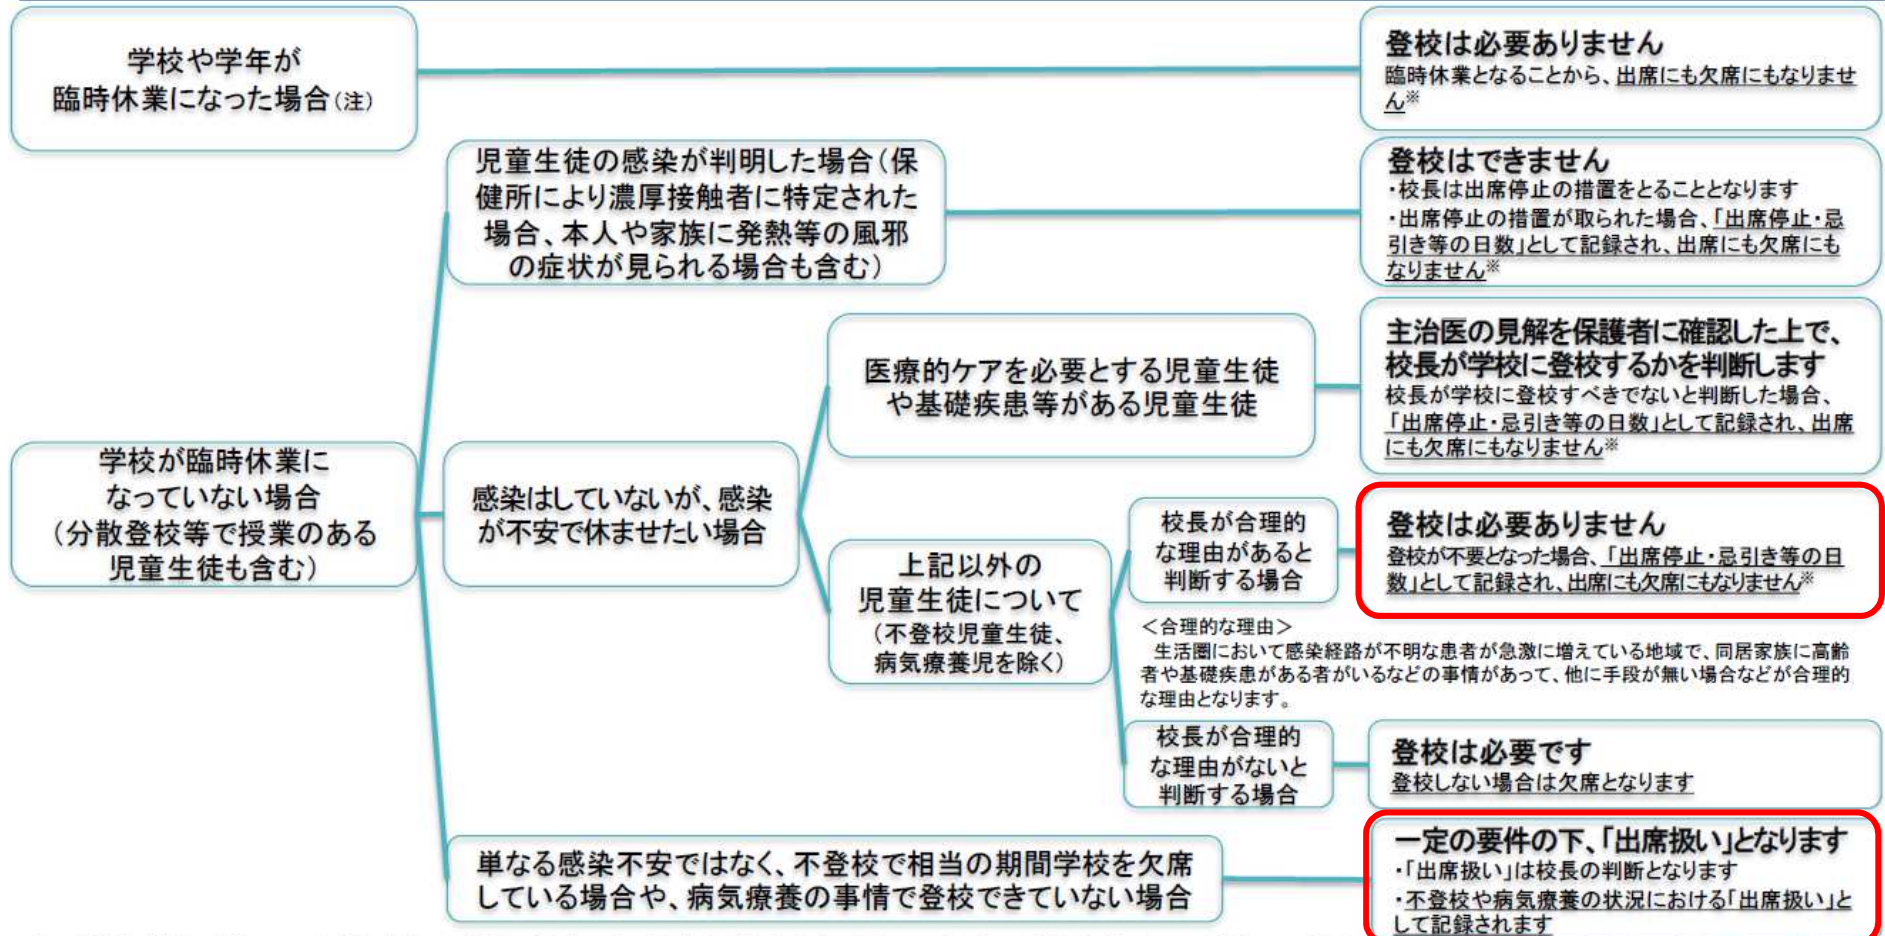 学校や学年が
臨時休業になった場合(注)
登校は必要ありません
臨時休業となることから、出席にも欠席にもなりませ
ん※
児童生徒の感染が判明した場合(保
健所により濃厚接触者に特定された
場合、本人や家族に発熱等の風邪
の症状が見られる場合も含む)
登校はできません
・校長は出席停止の措置をとることとなります
・出席停止の措置が取られた場合、「出席停止・忌
引き等の日数」として記録され、出席にも欠席にも
なりません※
学校が臨時休業に
なっていない場合
(分散登校等で授業のある
児童生徒も含む)
感染はしていないが、感染
が不安で休ませたい場合
医療的ケアを必要とする児童生徒
や基礎疾患等がある児童生徒
主治医の見解を保護者に確認した上で、
校長が学校に登校するかを判断します
校長が学校に登校すべきでないと判断した場合、
「出席停止・忌引き等の日数」として記録され、出席
にも欠席にもなりません※
上記以外の
児童生徒について
(不登校児童生徒、
病気療養児を除く)
校長が合理的
な理由があると
判断する場合
登校は必要ありません
登校が不要となった場合、「出席停止・忌引き等の日
数」として記録され、出席にも欠席にもなりません※
<合理的な理由>
生活圏において感染経路が不明な患者が急激に増えている地域で、同居家族に高齢
者や基礎疾患がある者がいるなどの事情があって、他に手段が無い場合などが合理的
な理由となります。
校長が合理的
な理由がないと
判断する場合
登校は必要です
登校しない場合は欠席となります
単なる感染不安ではなく、不登校で相当の期間学校を欠席
している場合や、病気療養の事情で登校できていない場合
一定の要件の下、「出席扱い」となります
・「出席扱い」は校長の判断となります
・不登校や病気療養の状況における「出席扱い」と
して記録されます